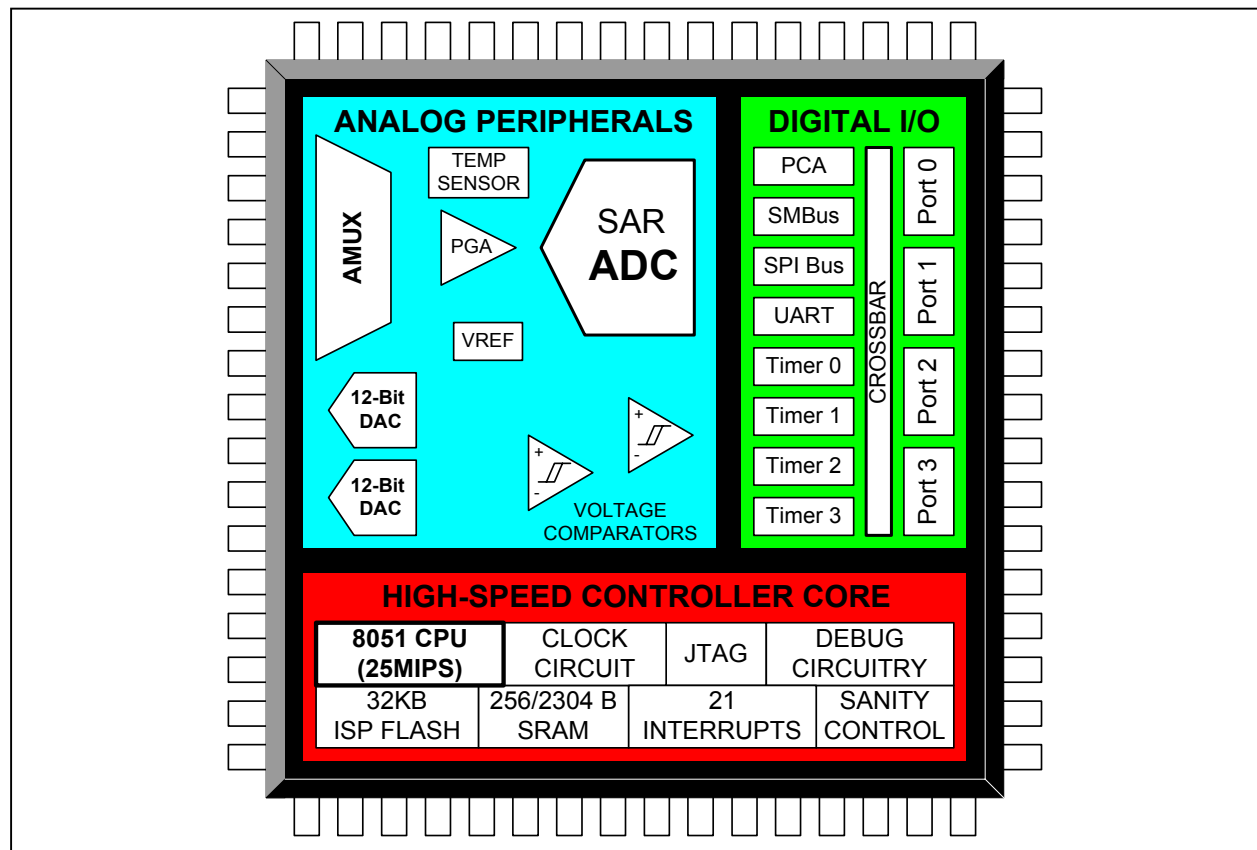 ANALOG PERIPHERALS
AMUX
TEMP
SENSOR
PGA
SAR
ADC
VREF
12-Bit
DAC
12-Bit
DAC
+
-
+
-
VOLTAGE
COMPARATORS
DIGITAL I/O
PCA
SMBus
SPI Bus
UART
Timer 0
Timer 1
Timer 2
Timer 3
CROSSBAR
Port 0
Port 1
Port 2
Port 3
HIGH-SPEED CONTROLLER CORE
8051 CPU
(25MIPS)
CLOCK
CIRCUIT
JTAG
DEBUG
CIRCUITRY
32KB
ISP FLASH
256/2304 B
SRAM
21
INTERRUPTS
SANITY
CONTROL